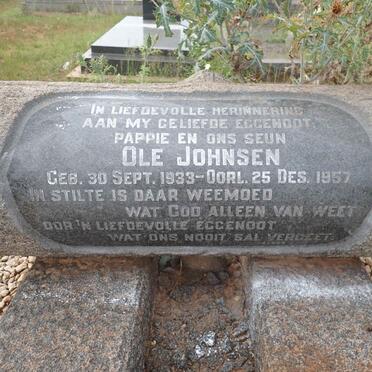 IN LIEFDEVOLLE HERINNERING
AAN MY GELIEFDE EGGENOOT
PAPPIE EN ONS SEUN
OLE JOHNSEN
GEB. 30 SEPT. 1933–OORL. 25 DES. 1957
IN STILTE IS DAAR WEEMOED
WAT GOD ALLEEN VAN WEET
OOR 'N LIEFDEVOLLE EGGENOOT
WAT ONS NOOIT SAL VERGEET